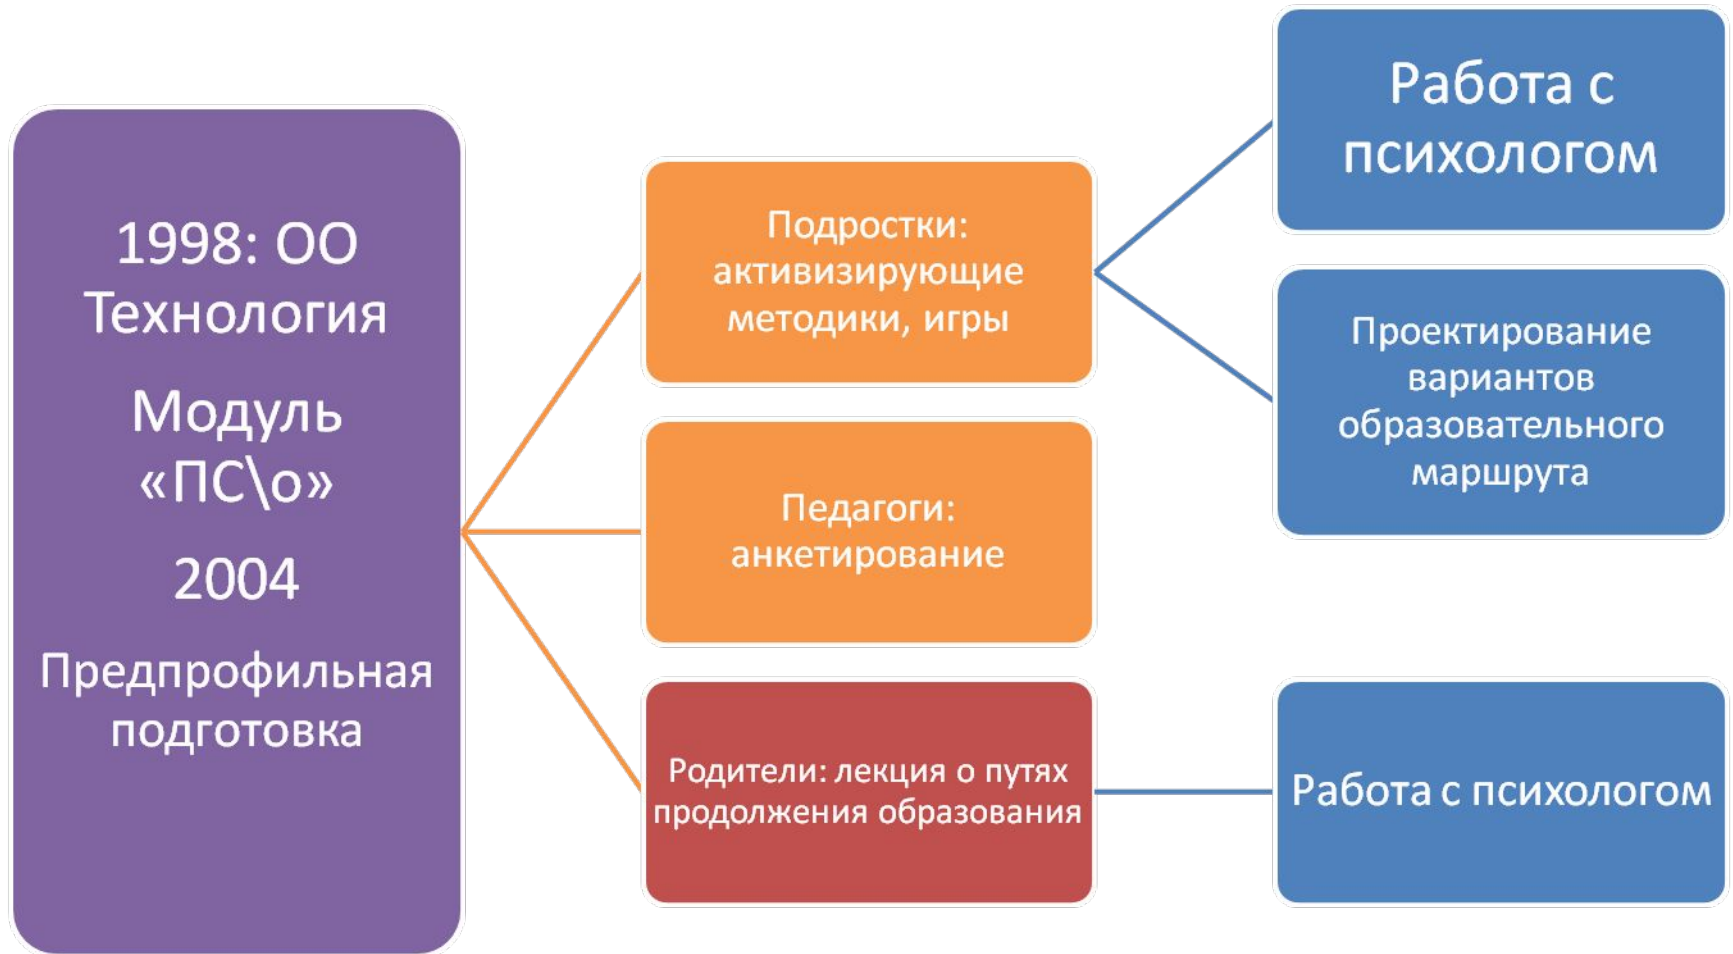 1998: ОО
Технология
Модуль
«ПС\о»
2004
Предпрофильная
подготовка
Подростки:
активизирующие
методики, игры
Педагоги:
анкетирование
Родители: лекция о путях
продолжения образования
Работа с
психологом
Проектирование
вариантов
образовательного
маршрута
Работа с психологом